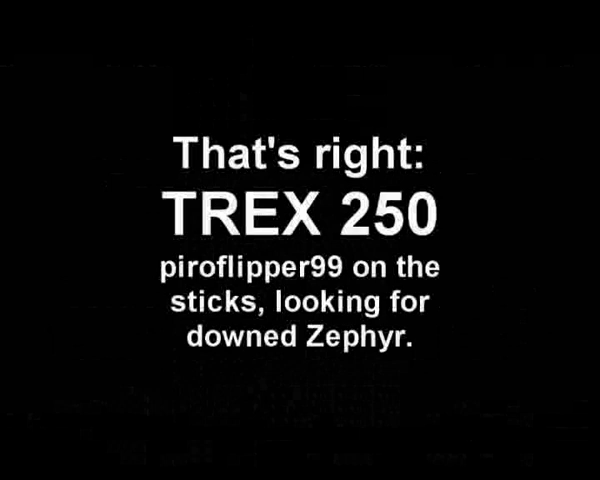 That's right:
TREX 250
piroflipper99 on the
sticks, looking for
downed Zephyr.